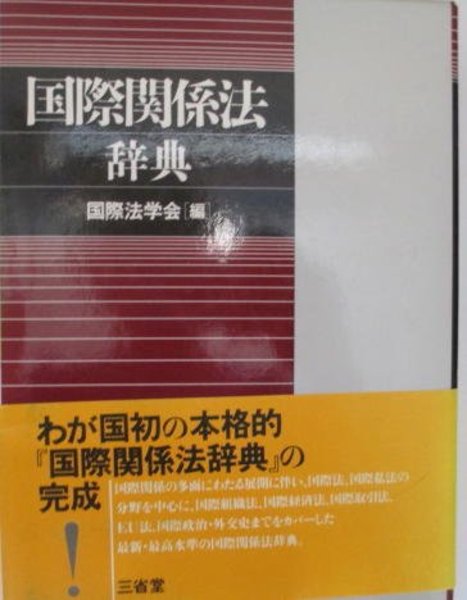 国際関係法
辞典
国際法学会[編]
わが国初の本格的
『国際関係法辞典』の
完成!
国際関係の多面にわたる展開に伴い、国際法、国際私法の
分野を中心に、国際組織法、国際経済法、国際取引法、
EU法、国際政治・外交史までをカバーした
最新・最高水準の国際関係法辞典。
三省堂